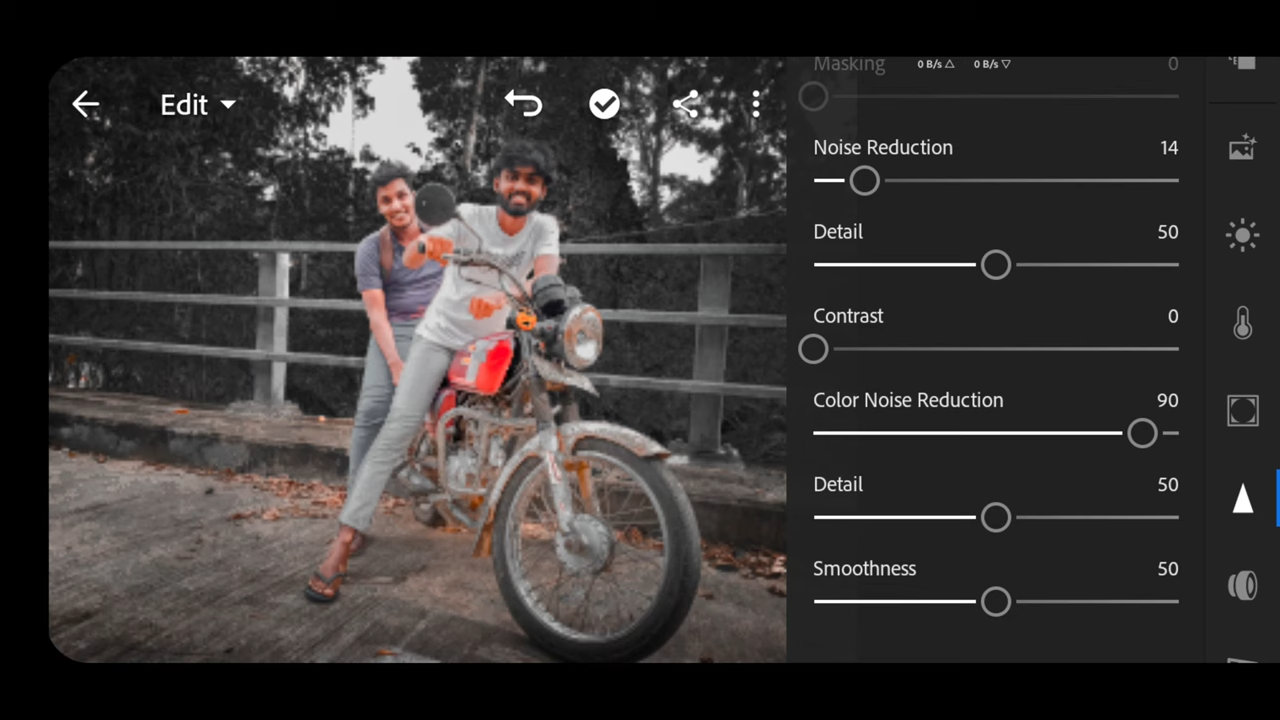 Edit
Masking 0
0 B/s △ 0 B/s ▽
Noise Reduction 14
Detail 50
Contrast 0
Color Noise Reduction 90
Detail 50
Smoothness 50